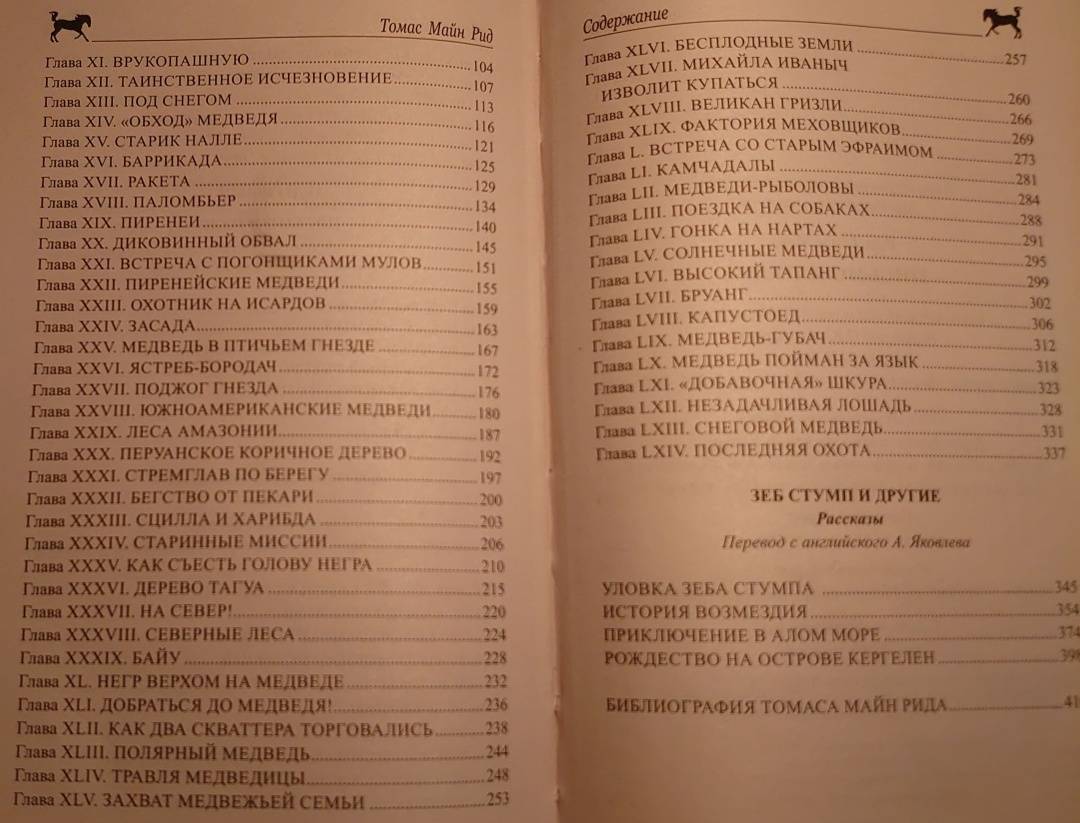 Томас Майн Рид
Глава XI. ВРУКОПАШНУЮ ... 104
Глава XII. ТАИНСТВЕННОЕ ИСЧЕЗНОВЕНИЕ ... 107
Глава XIII. ПОД СНЕГОМ ... 113
Глава XIV. «ОБХОД» МЕДВЕДЯ ... 116
Глава XV. СТАРИК НАЛЛЕ ... 121
Глава XVI. БАРРИКАДА ... 125
Глава XVII. РАКЕТА ... 129
Глава XVIII. ПАЛОМБЬЕР ... 134
Глава XIX. ПИРЕНЕИ ... 140
Глава XX. ДИКОВИННЫЙ ОБВАЛ ... 145
Глава XXI. ВСТРЕЧА С ПОГОНЩИКАМИ МУЛОВ ... 151
Глава XXII. ПИРЕНЕЙСКИЕ МЕДВЕДИ ... 155
Глава XXIII. ОХОТНИК НА ИСАРДОВ ... 159
Глава XXIV. ЗАСАДА ... 163
Глава XXV. МЕДВЕДЬ В ПТИЧЬЕМ ГНЕЗДЕ ... 167
Глава XXVI. ЯСТРЕБ-БОРОДАЧ ... 172
Глава XXVII. ПОДЖОГ ГНЕЗДА ... 176
Глава XXVIII. ЮЖНОАМЕРИКАНСКИЕ МЕДВЕДИ ... 180
Глава XXIX. ЛЕСА АМАЗОНИИ ... 187
Глава XXX. ПЕРУАНСКОЕ КОРИЧНОЕ ДЕРЕВО ... 192
Глава XXXI. СТРЕМГЛАВ ПО БЕРЕГУ ... 197
Глава XXXII. БЕГСТВО ОТ ПЕКАРИ ... 200
Глава XXXIII. СЦИЛЛА И ХАРИБДА ... 203
Глава XXXIV. СТАРИННЫЕ МИССИИ ... 206
Глава XXXV. КАК СЪЕСТЬ ГОЛОВУ НЕГРА ... 210
Глава XXXVI. ДЕРЕВО ТАГУА ... 215
Глава XXXVII. НА СЕВЕР! ... 220
Глава XXXVIII. СЕВЕРНЫЕ ЛЕСА ... 224
Глава XXXIX. БАЙУ ... 228
Глава XL. НЕГР ВЕРХОМ НА МЕДВЕДЕ ... 232
Глава XLI. ДОБРАТЬСЯ ДО МЕДВЕДЯ! ... 236
Глава XLII. КАК ДВА СКВАТТЕРА ТОРГОВАЛИСЬ ... 238
Глава XLIII. ПОЛЯРНЫЙ МЕДВЕДЬ ... 244
Глава XLIV. ТРАВЛЯ МЕДВЕДИЦЫ ... 248
Глава XLV. ЗАХВАТ МЕДВЕЖЬЕЙ СЕМЬИ ... 253
Содержание
Глава XLVI. БЕСПЛОДНЫЕ ЗЕМЛИ ... 257
Глава XLVII. МИХАЙЛА ИВАНЫЧ
ИЗВОЛИТ КУПАТЬСЯ ... 260
Глава XLVIII. ВЕЛИКАН ГРИЗЛИ ... 266
Глава XLIX. ФАКТОРИЯ МЕХОВЩИКОВ ... 269
Глава L. ВСТРЕЧА СО СТАРЫМ ЭФРАИМОМ ... 273
Глава LI. КАМЧАДАЛЫ ... 281
Глава LII. МЕДВЕДИ-РЫБОЛОВЫ ... 284
Глава LIII. ПОЕЗДКА НА СОБАКАХ ... 288
Глава LIV. ГОНКА НА НАРТАХ ... 291
Глава LV. СОЛНЕЧНЫЕ МЕДВЕДИ ... 295
Глава LVI. ВЫСОКИЙ ТАПАНГ ... 299
Глава LVII. БРУАНГ ... 302
Глава LVIII. КАПУСТОЕД ... 306
Глава LIX. МЕДВЕДЬ-ГУБАЧ ... 312
Глава LX. МЕДВЕДЬ ПОЙМАН ЗА ЯЗЫК ... 318
Глава LXI. «ДОБАВОЧНАЯ» ШКУРА ... 323
Глава LXII. НЕЗАДАЧЛИВАЯ ЛОШАДЬ ... 328
Глава LXIII. СНЕГОВОЙ МЕДВЕДЬ ... 331
Глава LXIV. ПОСЛЕДНЯЯ ОХОТА ... 337
ЗЕБ СТУМП И ДРУГИЕ
Рассказы
Перевод с английского А. Яковлева
УЛОВКА ЗЕБА СТУМПА ... 345
ИСТОРИЯ ВОЗМЕЗДИЯ ... 354
ПРИКЛЮЧЕНИЕ В АЛОМ МОРЕ ... 374
РОЖДЕСТВО НА ОСТРОВЕ КЕРГЕЛЕН ... 398
БИБЛИОГРАФИЯ ТОМАСА МАЙН РИДА ... 41